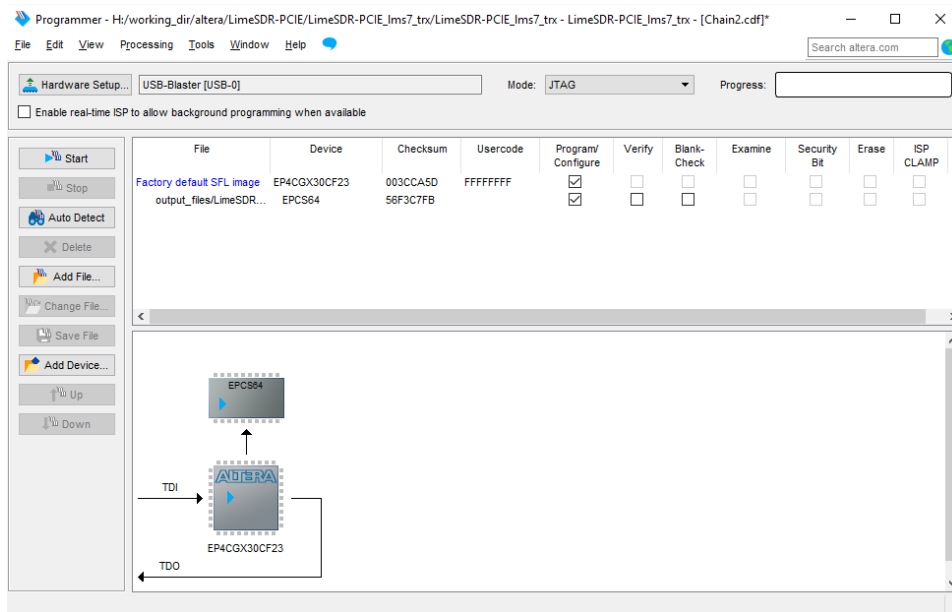 Programmer - H:/working_dir/altera/LimeSDR-PCIE/LimeSDR-PCIE_lms7_trx/LimeSDR-PCIE_lms7_trx - LimeSDR-PCIE_lms7_trx - [Chain2.cdf]*
File Edit View Processing Tools Window Help
Search altera.com
Hardware Setup... USB-Blaster [USB-0] Mode: JTAG Progress:
Enable real-time ISP to allow background programming when available
Start
Stop
Auto Detect
Delete
Add File...
Change File...
Save File
Add Device...
Up
Down
File Device Checksum Usercode Program/ Verify Blank- Examine Security Erase ISP
Configure Check Bit CLAMP
Factory default SFL image EP4CGX30CF23 003CCA5D FFFFFFFF
output_files/LimeSDR... EPCS64 56F3C7FB
EPCS64
TDI
ALTERA
EP4CGX30CF23
TDO